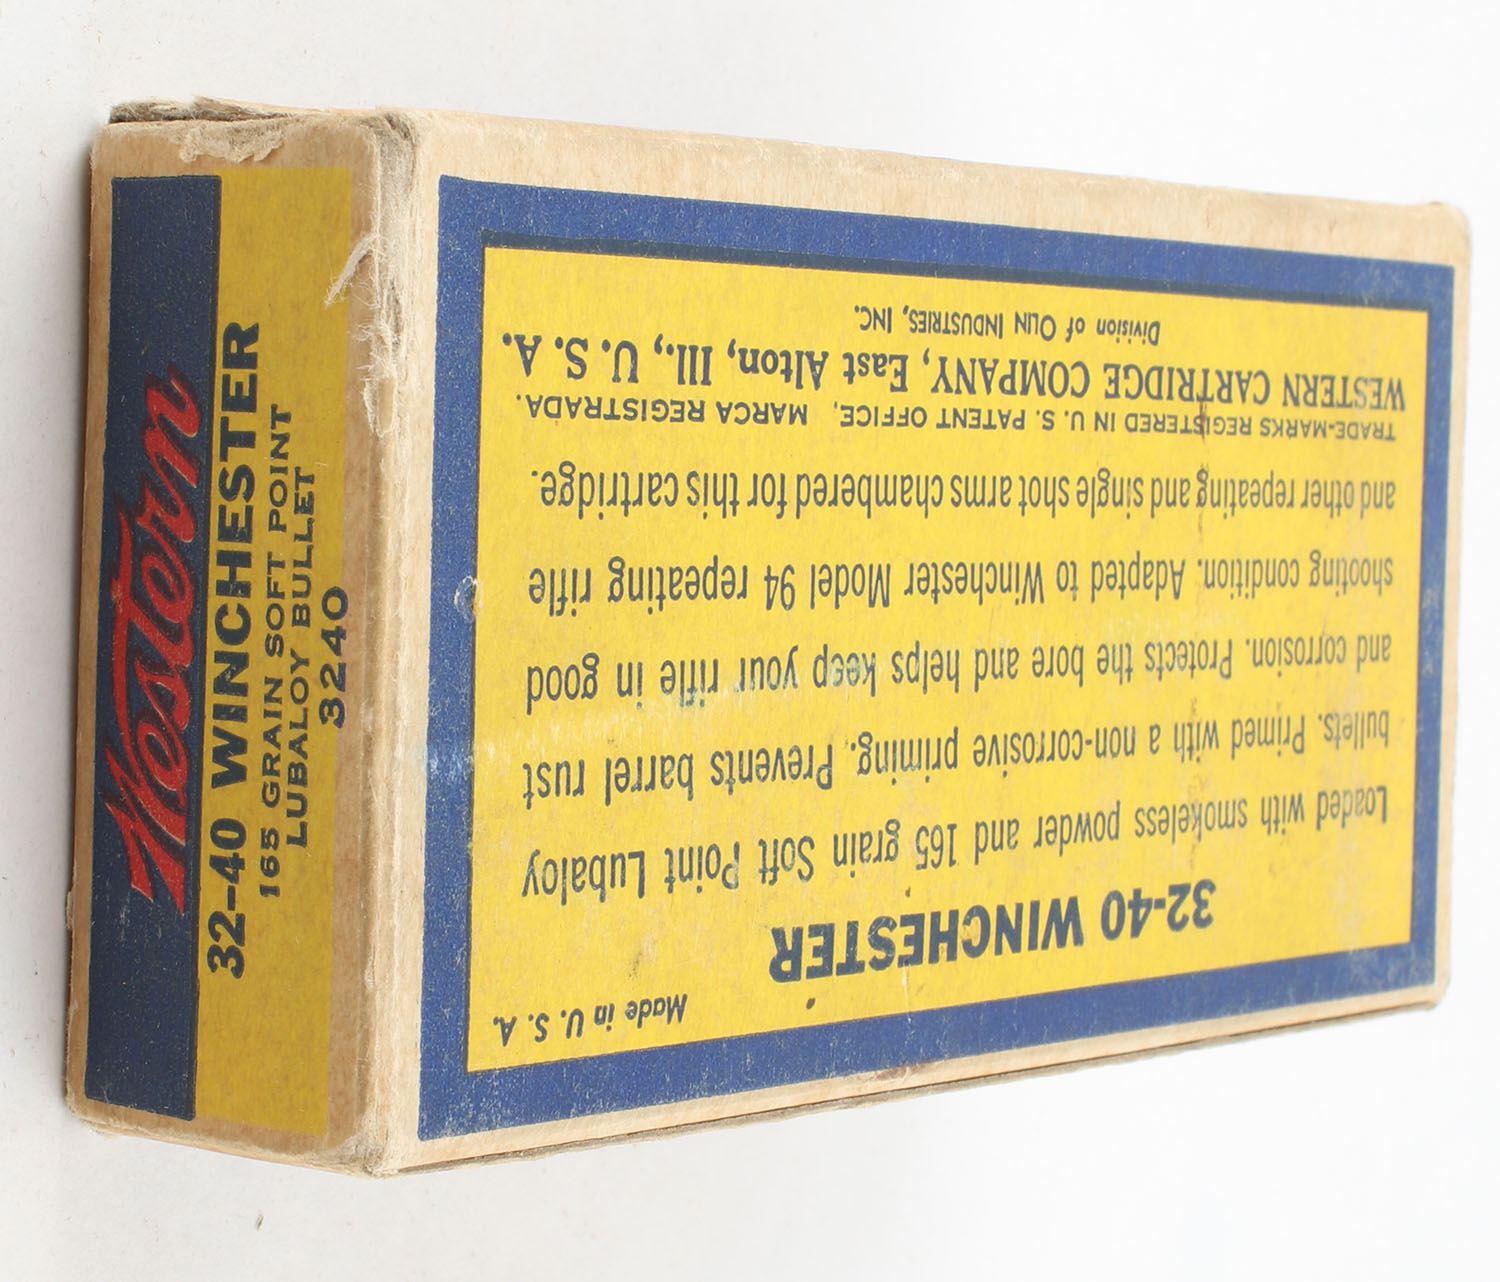 Western
32-40 WINCHESTER
165 GRAIN SOFT POINT
LUBALOY BULLET
3240
Made in U. S. A.
32-40 WINCHESTER
Loaded with smokeless powder and 165 grain Soft Point Lubaloy
bullets. Primed with a non-corrosive priming. Prevents barrel rust
and corrosion. Protects the bore and helps keep your rifle in good
shooting condition. Adapted to Winchester Model 94 repeating rifle
and other repeating and single shot arms chambered for this cartridge.
TRADE-MARKS REGISTERED IN U. S. PATENT OFFICE. MARCA REGISTRADA.
WESTERN CARTRIDGE COMPANY, East Alton, Ill., U. S. A.
Division of OLIN INDUSTRIES, INC.